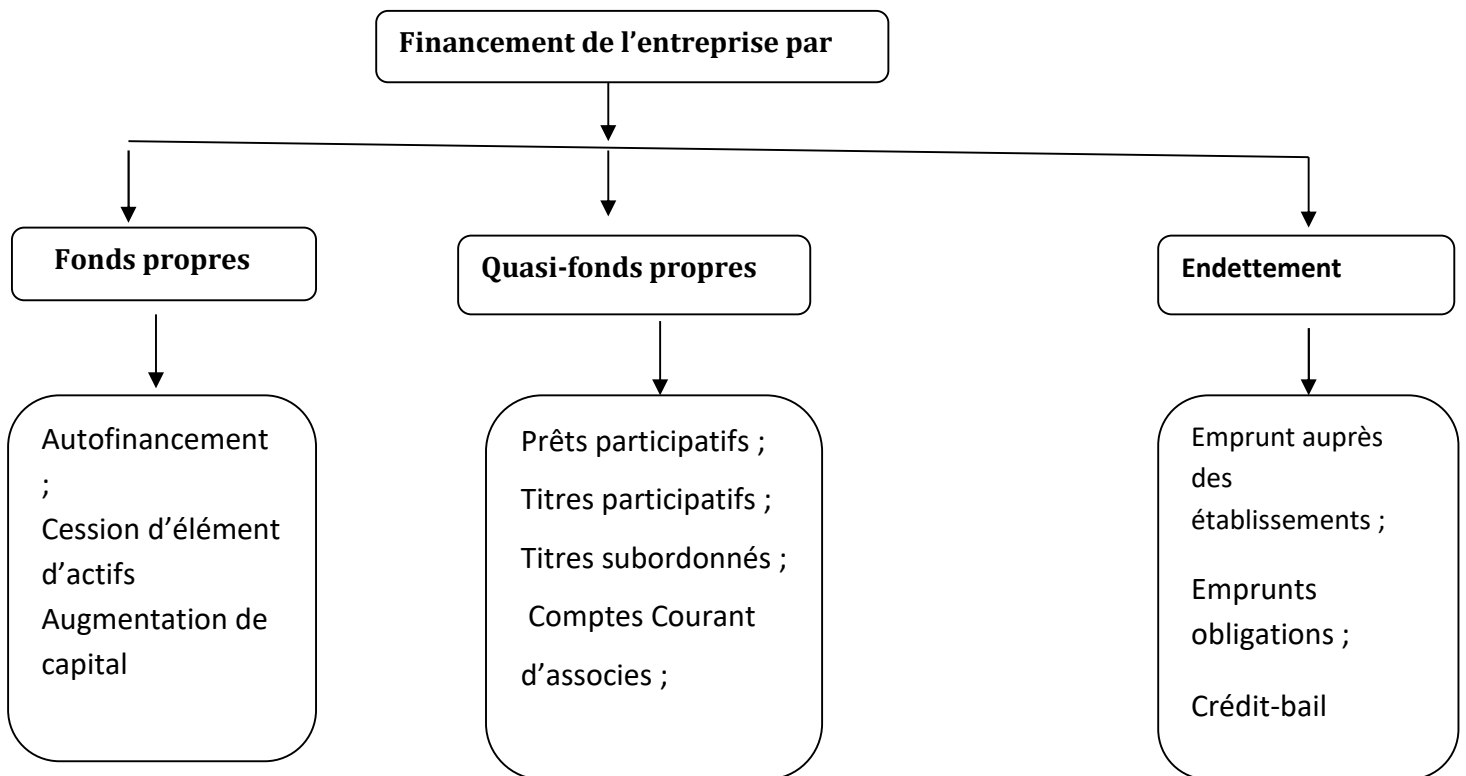 Financement de l’entreprise par
Fonds propres
Quasi-fonds propres
Endettement
Autofinancement
;
Cession d’élément
d’actifs
Augmentation de
capital
Prêts participatifs ;
Titres participatifs ;
Titres subordonnés ;
Comptes Courant
d’associes ;
Emprunt auprès
des
établissements ;
Emprunts
obligations ;
Crédit-bail